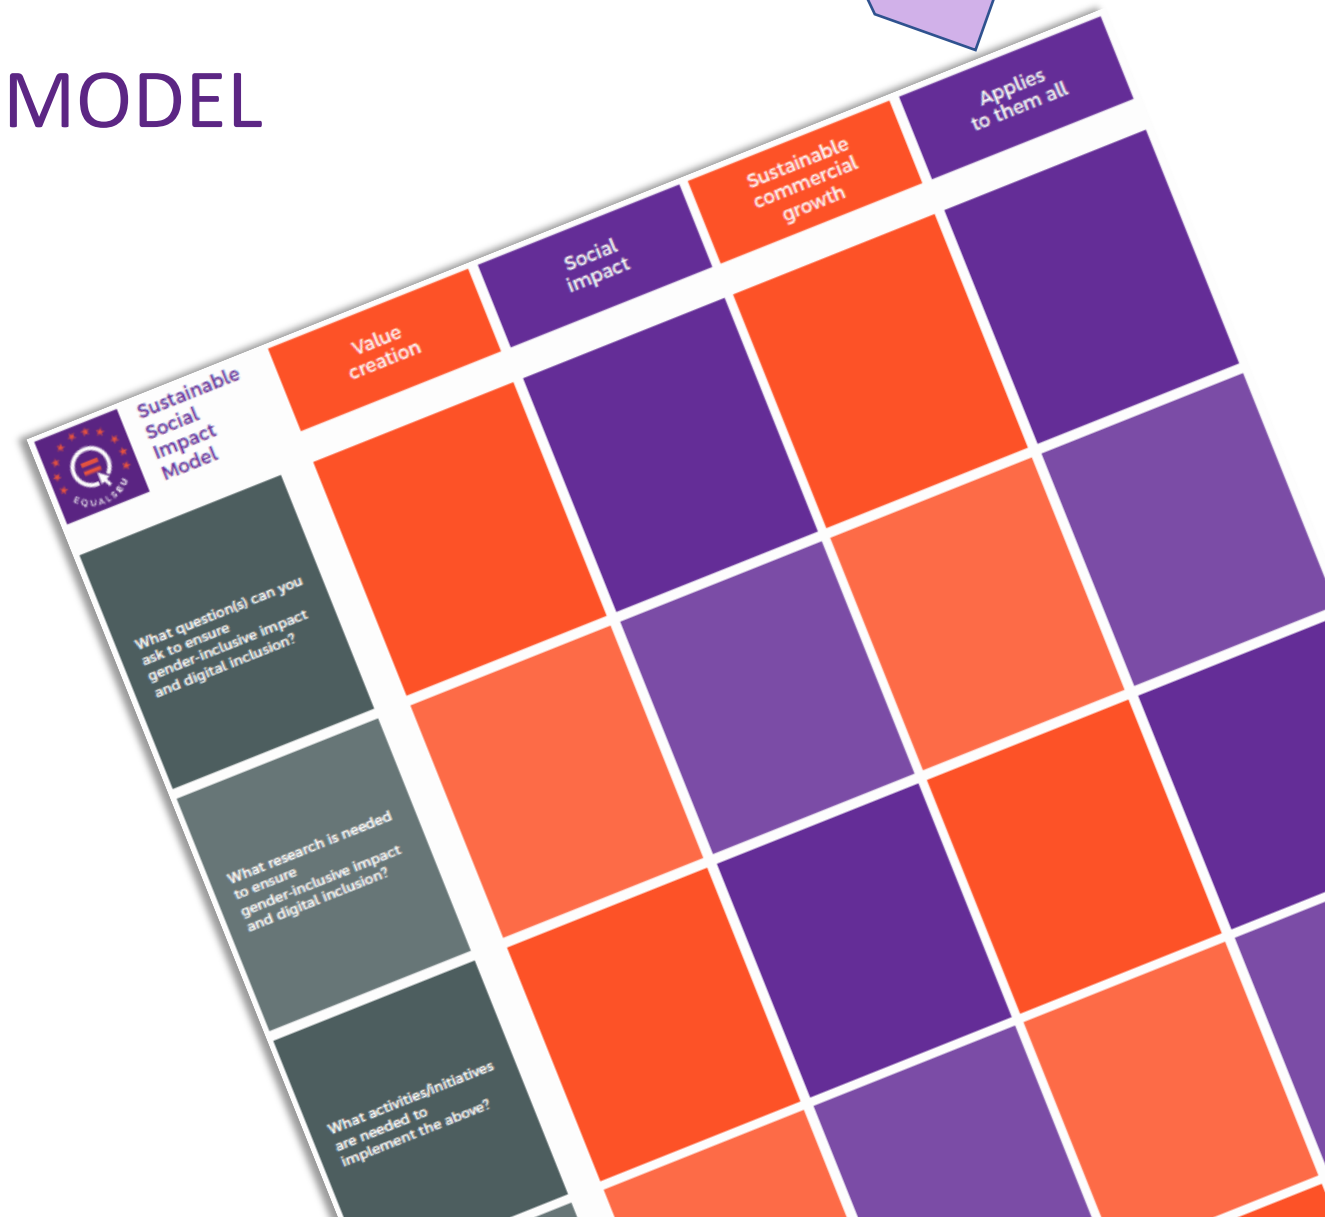 MODEL
Applies
to them all
Sustainable
commercial
growth
Social
impact
Value
creation
Sustainable
Social
Impact
Model
EQUALSEU
What question(s) can you
ask to ensure
gender-inclusive impact
and digital inclusion?
What research is needed
to ensure
gender-inclusive impact
and digital inclusion?
What activities/initiatives
are needed to
implement the above?